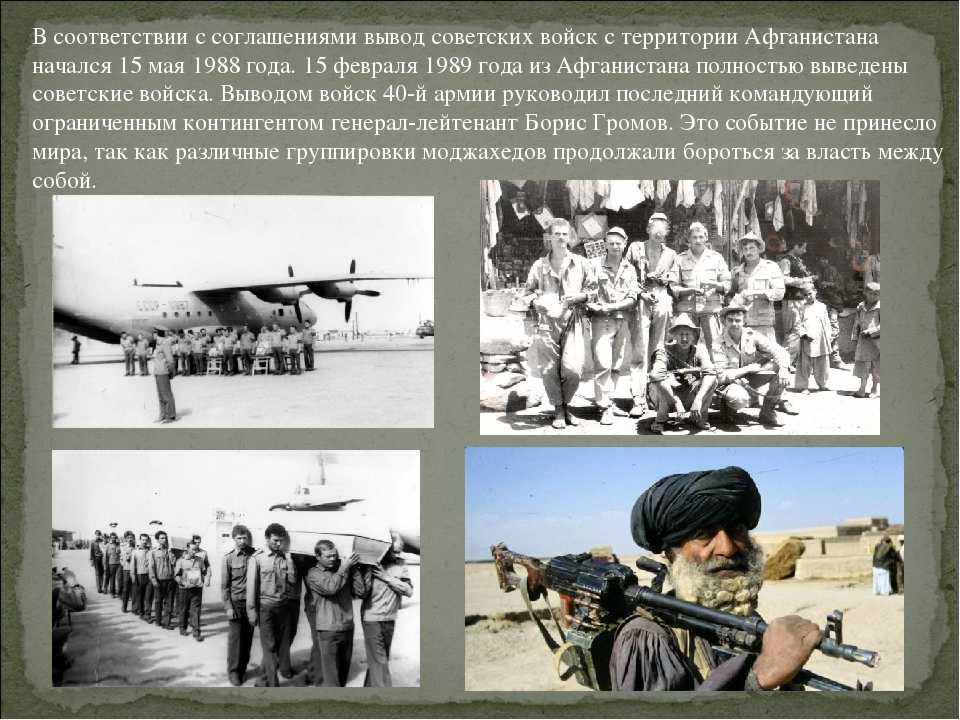 В соответствии с соглашениями вывод советских войск с территории Афганистана
начался 15 мая 1988 года. 15 февраля 1989 года из Афганистана полностью выведены
советские войска. Выводом войск 40-й армии руководил последний командующий
ограниченным контингентом генерал-лейтенант Борис Громов. Это событие не принесло
мира, так как различные группировки моджахедов продолжали бороться за власть между
собой.
СССР - 11967